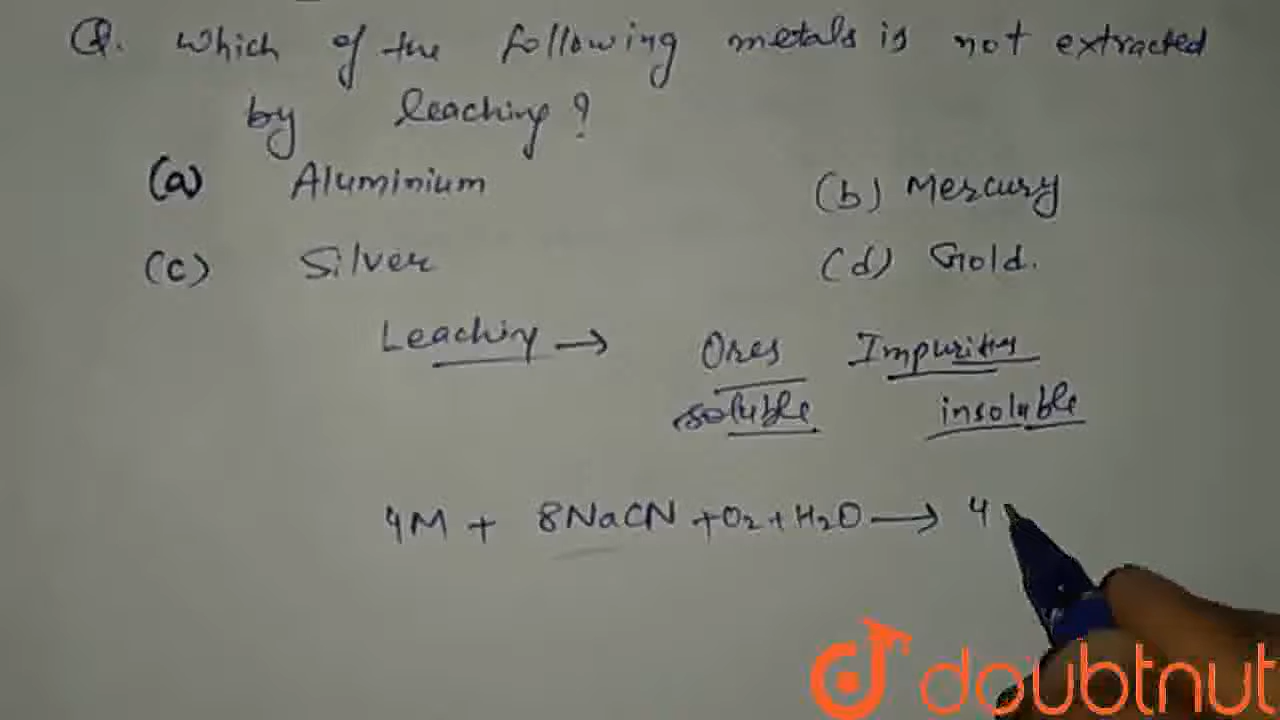 Q. Which of the following metals is not extracted
by leaching?
(a) Aluminium (b) Mercury
(c) Silver (d) Gold.
Leaching → Ores Impurities
soluble insoluble
4M + 8NaCN + O2 + H2O → 4
doubtnut